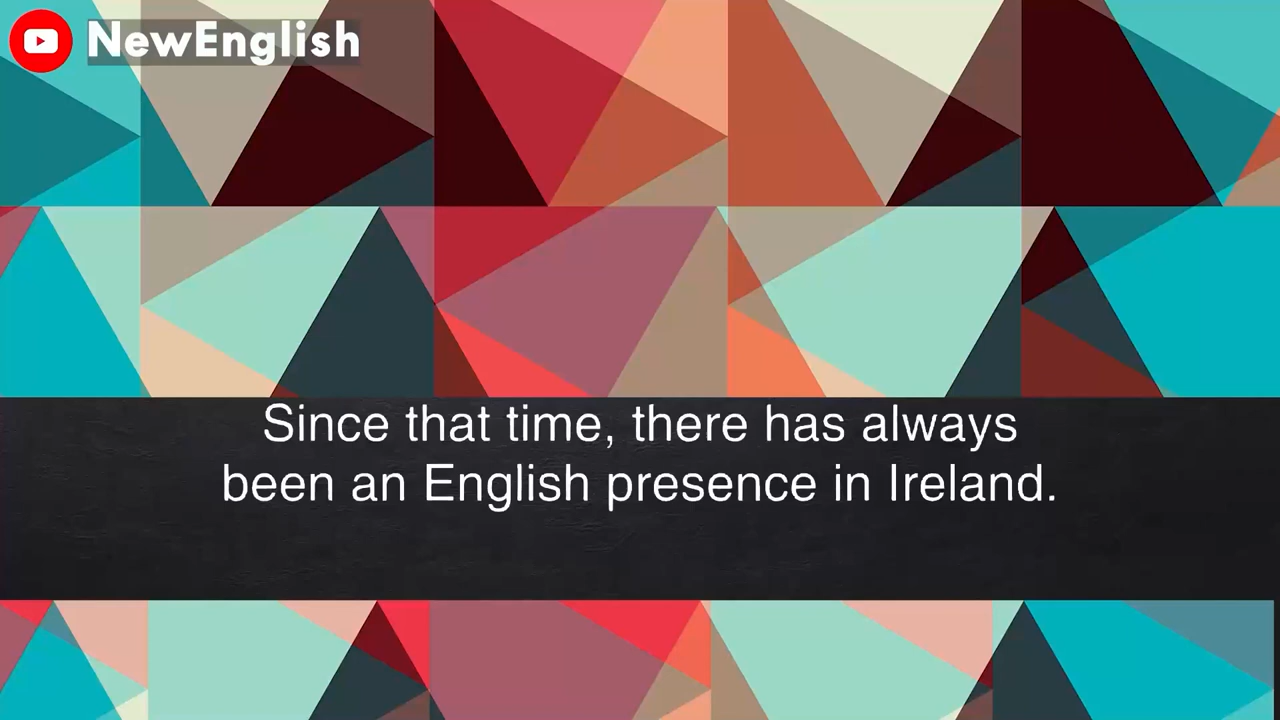 NewEnglish
Since that time, there has always
been an English presence in Ireland.